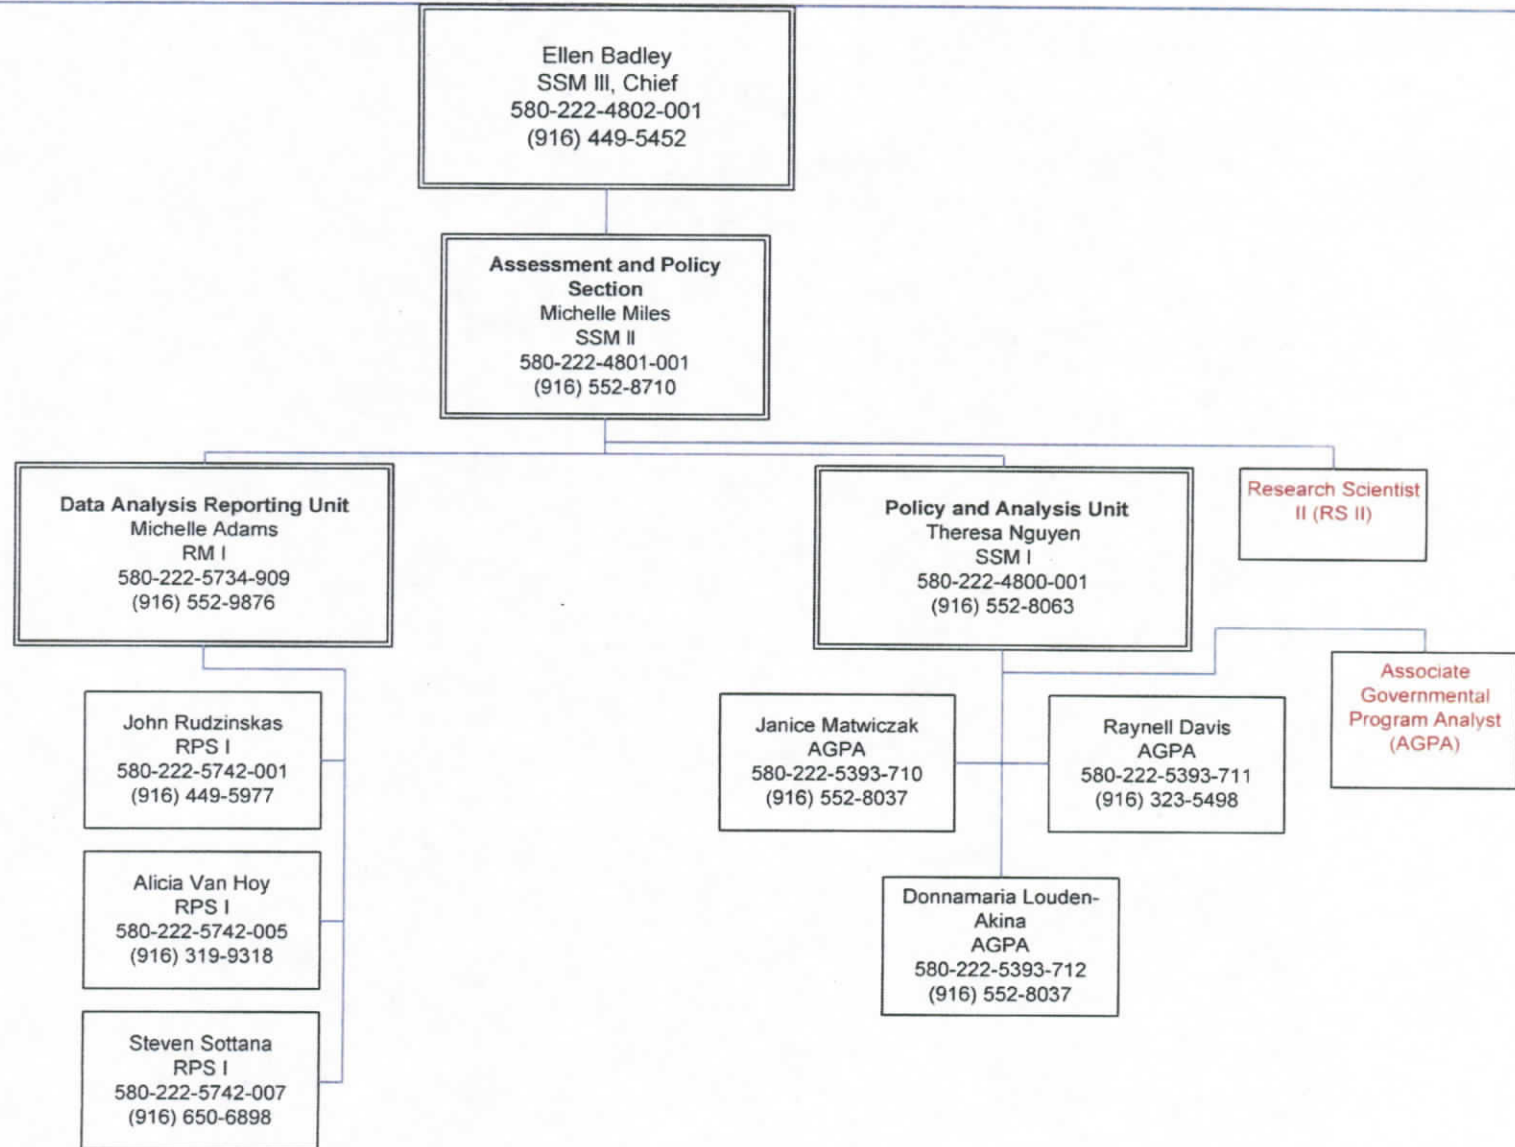 Ellen Badley
SSM III, Chief
580-222-4802-001
(916) 449-5452
Assessment and Policy
Section
Michelle Miles
SSM II
580-222-4801-001
(916) 552-8710
Data Analysis Reporting Unit
Michelle Adams
RM I
580-222-5734-909
(916) 552-9876
Policy and Analysis Unit
Theresa Nguyen
SSM I
580-222-4800-001
(916) 552-8063
Research Scientist
II (RS II)
John Rudzinskas
RPS I
580-222-5742-001
(916) 449-5977
Alicia Van Hoy
RPS I
580-222-5742-005
(916) 319-9318
Steven Sottana
RPS I
580-222-5742-007
(916) 650-6898
Janice Matwiczak
AGPA
580-222-5393-710
(916) 552-8037
Raynell Davis
AGPA
580-222-5393-711
(916) 323-5498
Associate
Governmental
Program Analyst
(AGPA)
Donnamaria Louden-
Akina
AGPA
580-222-5393-712
(916) 552-8037